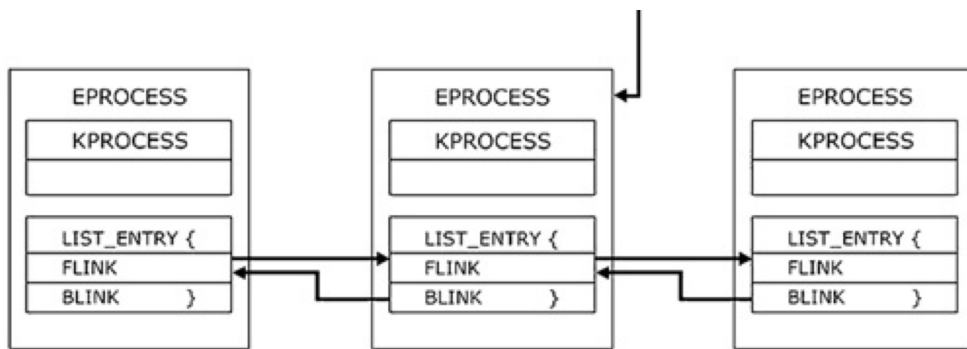 EPROCESS
KPROCESS
LIST_ENTRY {
FLINK
BLINK }
EPROCESS
KPROCESS
LIST_ENTRY {
FLINK
BLINK }
EPROCESS
KPROCESS
LIST_ENTRY {
FLINK
BLINK }